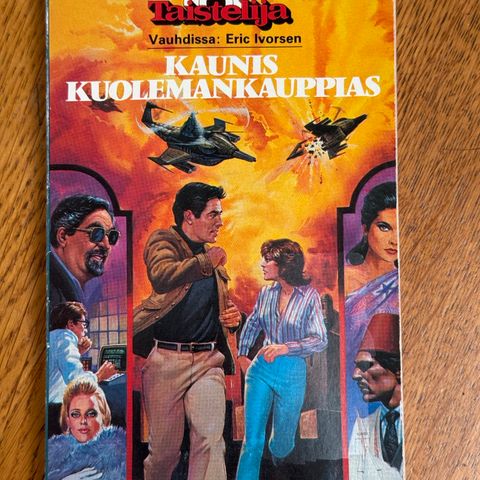 Taistelija
Vauhdissa: Eric Ivorsen
KAUNIS
KUOLEMANKAUPPIAS